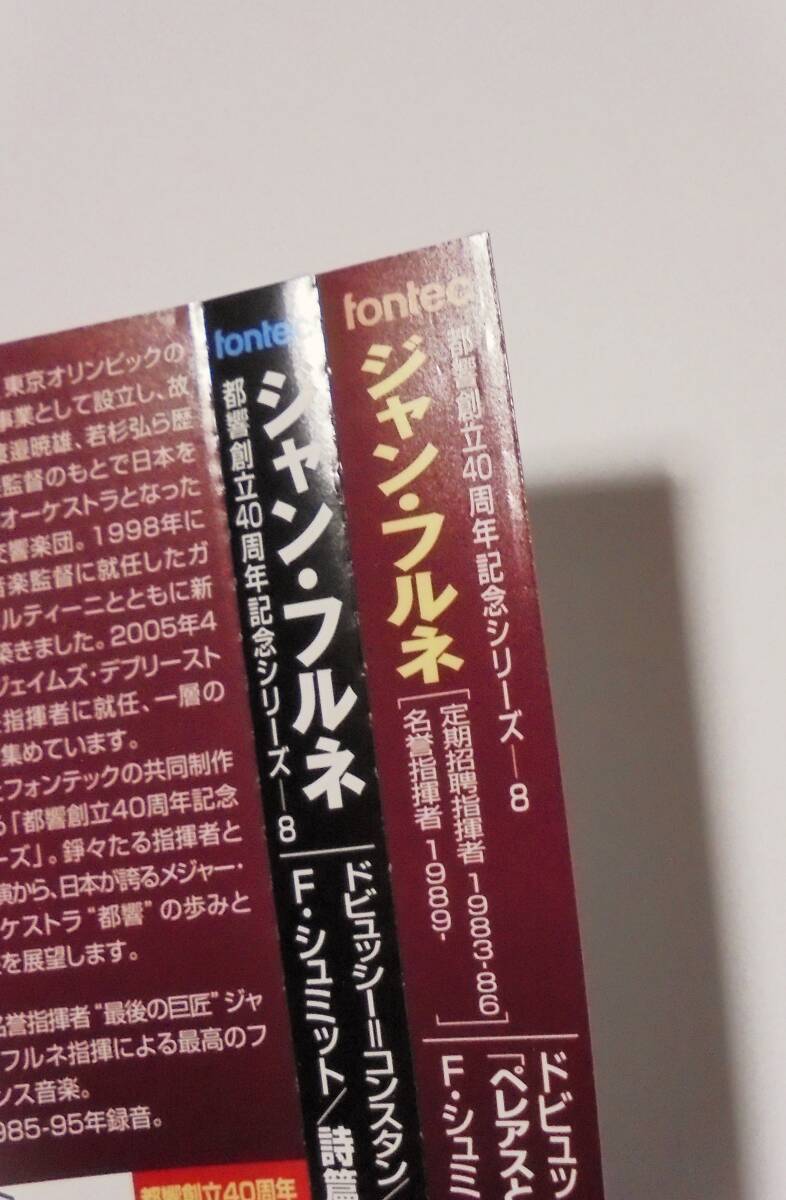 fontec
都響創立40周年記念シリーズ―8
ジャン・フルネ
[定期招聘指揮者 1983-86]
名誉指揮者 1989-
ドビュッ
「ペレアスと
F・シュミ
fontec
ジャン・フルネ
都響創立40周年記念シリーズ―8
ドビュッシー=コンスタン/
F・シュミット/詩篇
東京オリンピックの
事業として設立し、故
邉暁雄、若杉弘ら歴
監督のもとで日本を
オーケストラとなった
交響楽団。1998年に
音楽監督に就任したガ
ルティーニとともに新
築きました。2005年4
ジェイムズ・デプリースト
指揮者に就任、一層の
集めています。
とフォンテックの共同制作
る「都響創立40周年記念
ーズ」。錚々たる指揮者と
演から、日本が誇るメジャー・
ケストラ“都響”の歩みと
を展望します。
名誉指揮者“最後の巨匠”ジャ
フルネ指揮による最高のフ
ンス音楽。
985-95年録音。
都響創立40周年